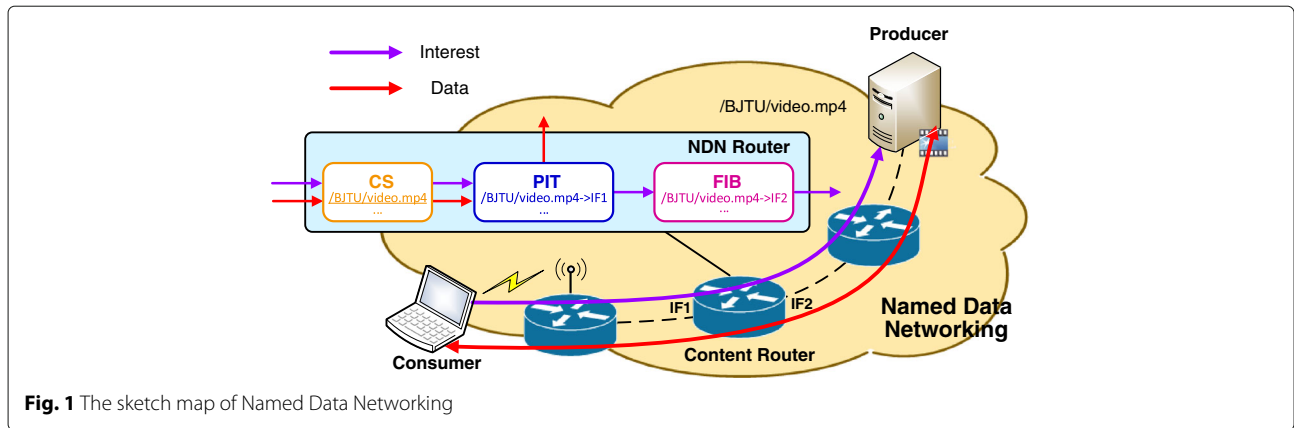 Interest
Data
Producer
/BJTU/video.mp4
NDN Router
CS
/BJTU/video.mp4
...
PIT
/BJTU/video.mp4->IF1
...
FIB
/BJTU/video.mp4->IF2
...
IF1
IF2
Named Data
Networking
Consumer
Content Router
Fig. 1 The sketch map of Named Data Networking